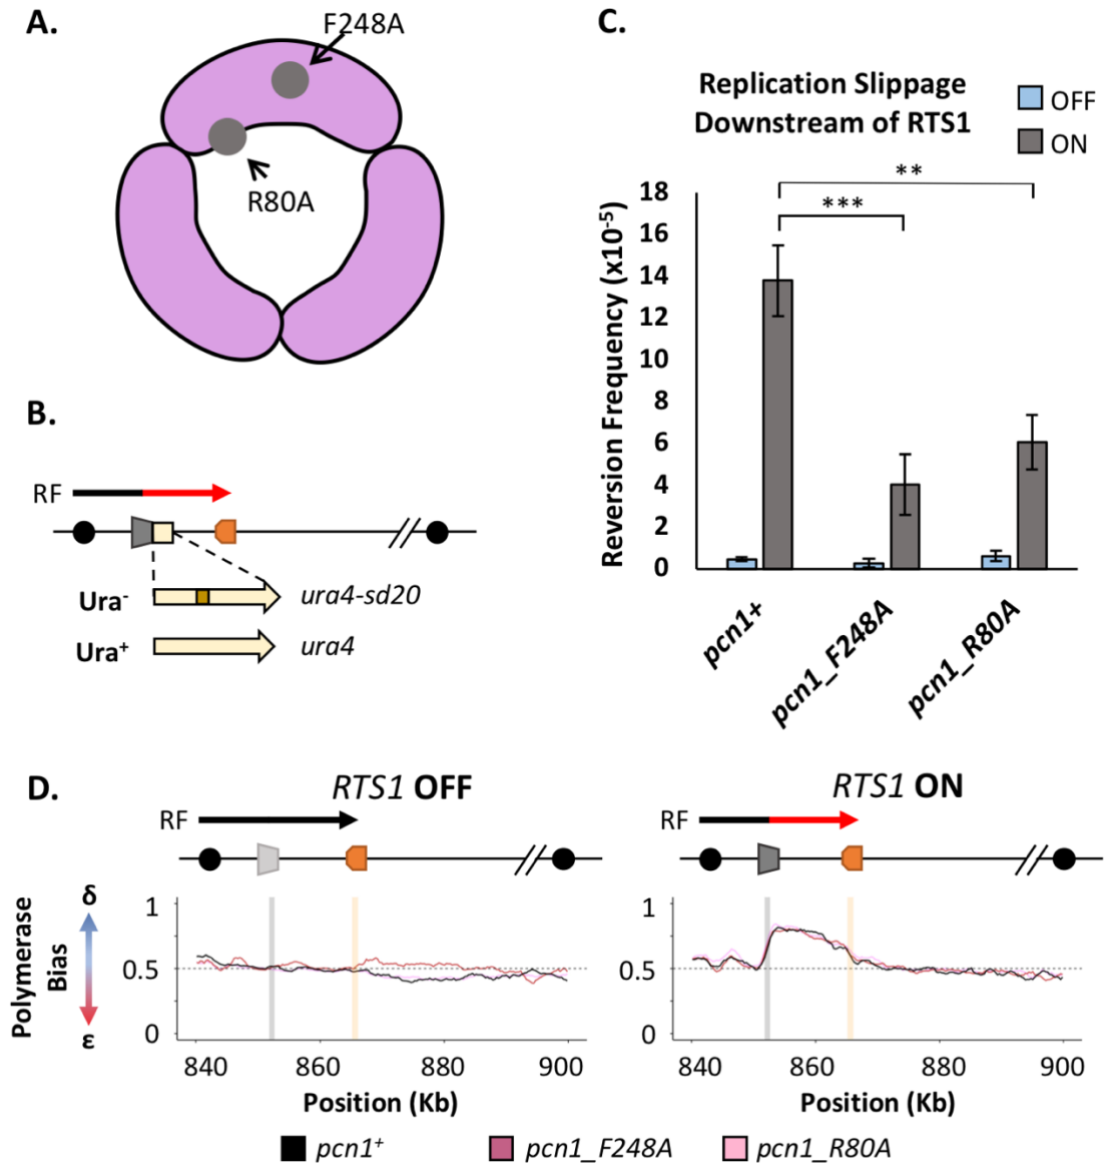 A.
F248A
R80A
B.
RF
Ura-
ura4-sd20
Ura+
ura4
C.
Replication Slippage
Downstream of RTS1
OFF
ON
**
***
Reversion Frequency (x10-5)
18
16
14
12
10
8
6
4
2
0
pcn1+
pcn1_F248A
pcn1_R80A
D.
RTS1 OFF
RF
RTS1 ON
RF
Polymerase
Bias
δ
ε
1
0.5
0
840
860
880
900
Position (Kb)
1
0.5
0
840
860
880
900
Position (Kb)
pcn1+
pcn1_F248A
pcn1_R80A